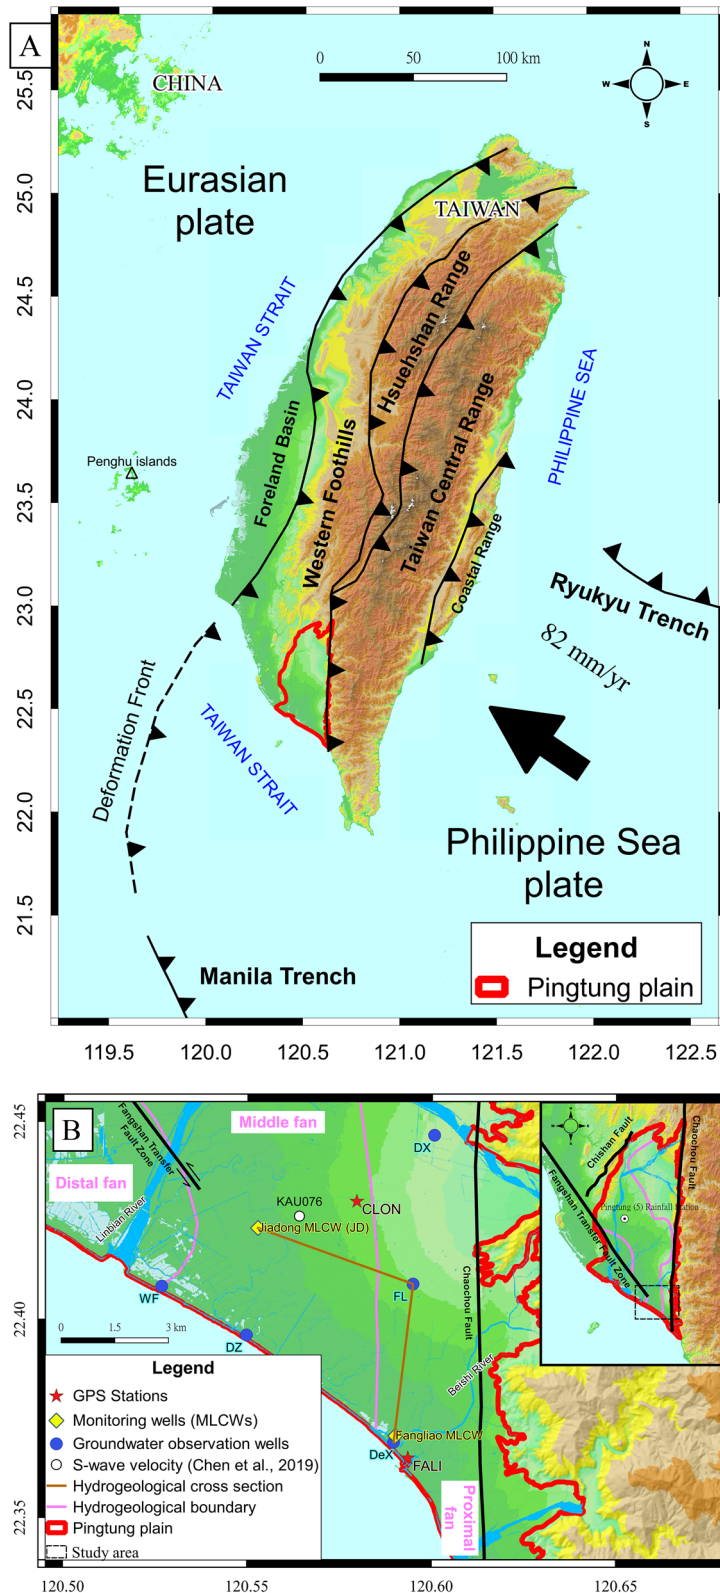 A
0 50 100 km
N
W E
S
CHINA
Eurasian
plate
TAIWAN
TAIWAN STRAIT
Hsuehshan Range
PHILIPPINE SEA
Foreland Basin
Western Foothills
Taiwan Central Range
Penghu islands
Coastal Range
Ryukyu Trench
82 mm/yr
Deformation Front
TAIWAN STRAIT
Philippine Sea
plate
Manila Trench
Legend
Pingtung plain
25.5
25.0
24.5
24.0
23.5
23.0
22.5
22.0
21.5
119.5 120.0 120.5 121.0 121.5 122.0 122.5
B
Middle fan
Distal fan
Proximal
fan
Fangshan Transfer
Fault Zone
Linbian River
DX
KAU076
CLON
Jiadong MLCW (JD)
WF
FL
DZ
Chaochou Fault
Beishi River
Fangliao MLCW
DeX
FALI
0 1.5 3 km
Chishan Fault
Chaochou Fault
Pingtung (5) Rainfall Station
Fangshan Transfer Fault Zone
Legend
GPS Stations
Monitoring wells (MLCWs)
Groundwater observation wells
S-wave velocity (Chen et al., 2019)
Hydrogeological cross section
Hydrogeological boundary
Pingtung plain
Study area
22.45
22.40
22.35
120.50 120.55 120.60 120.65